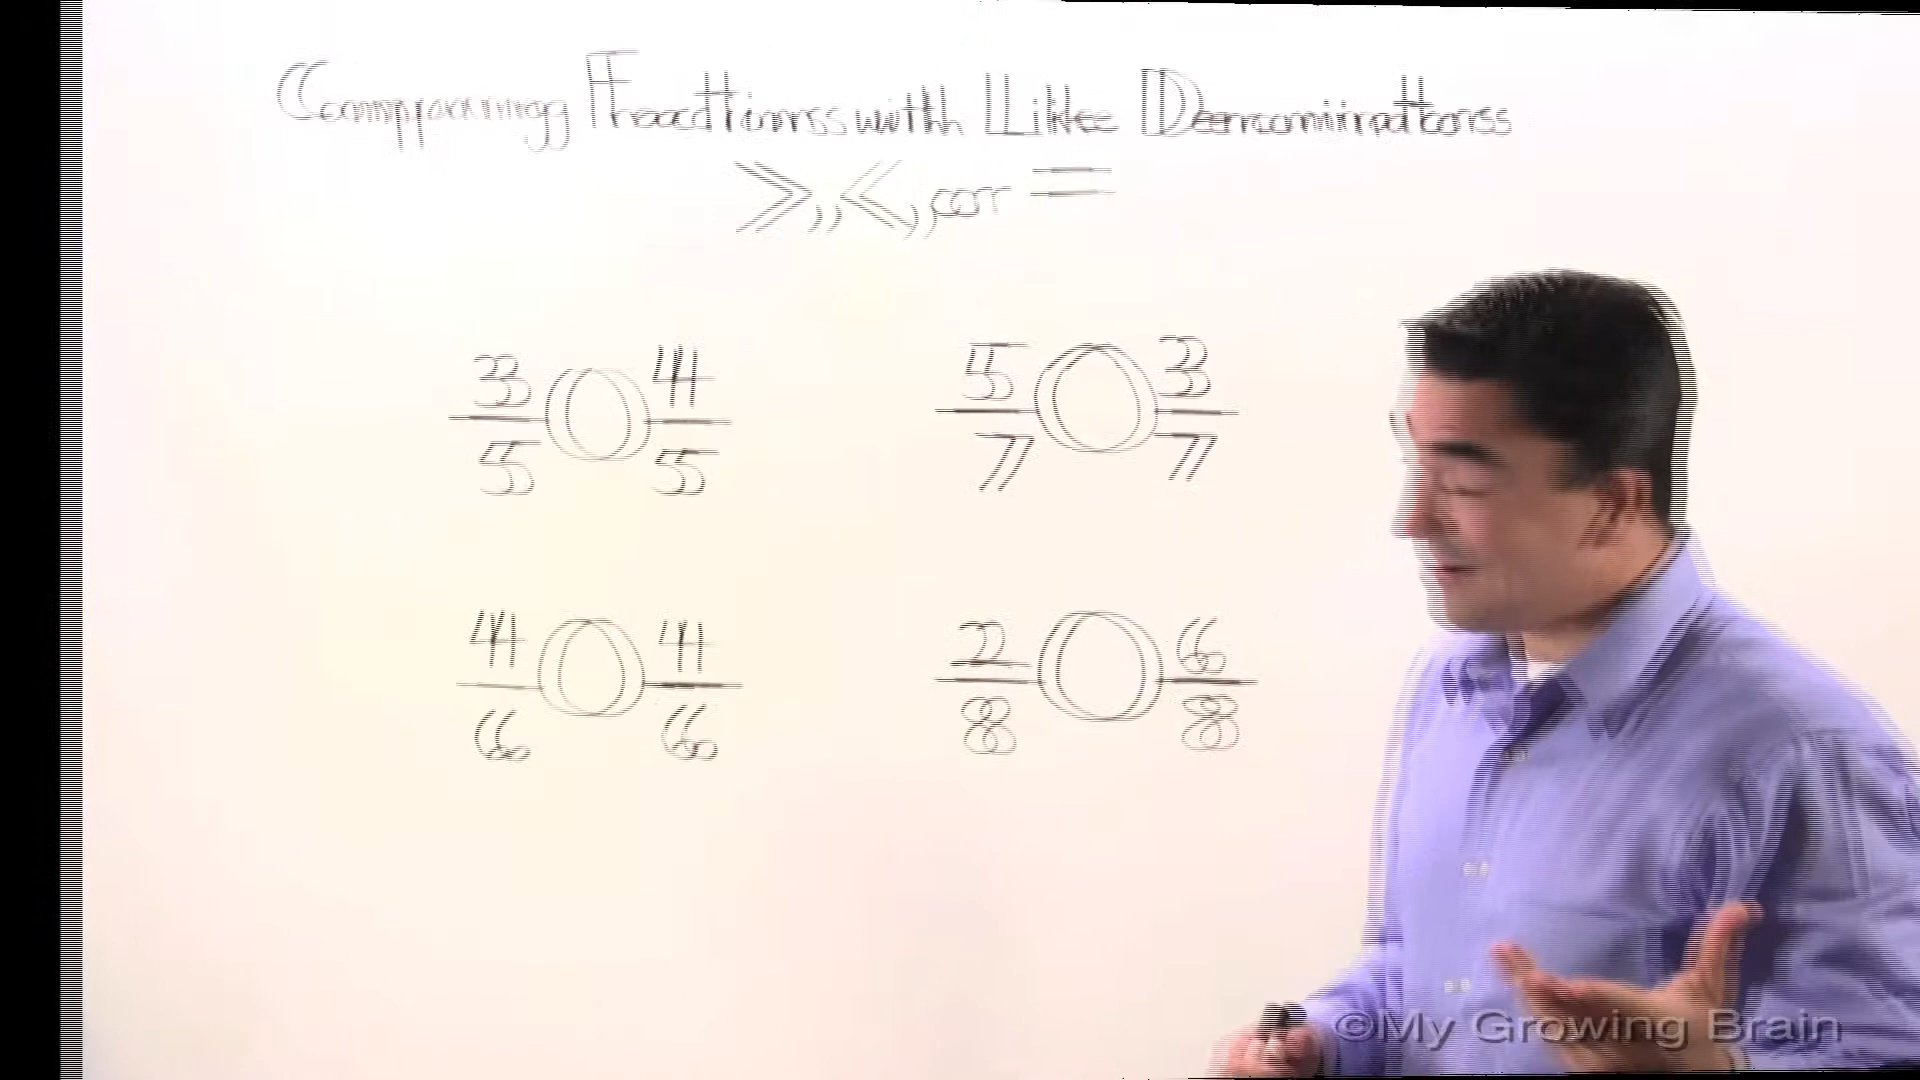 Comparing Fractions with Like Denominators
>, <, or =
3/5 ○ 4/5
5/7 ○ 3/7
4/6 ○ 4/6
2/8 ○ 6/8
©My Growing Brain